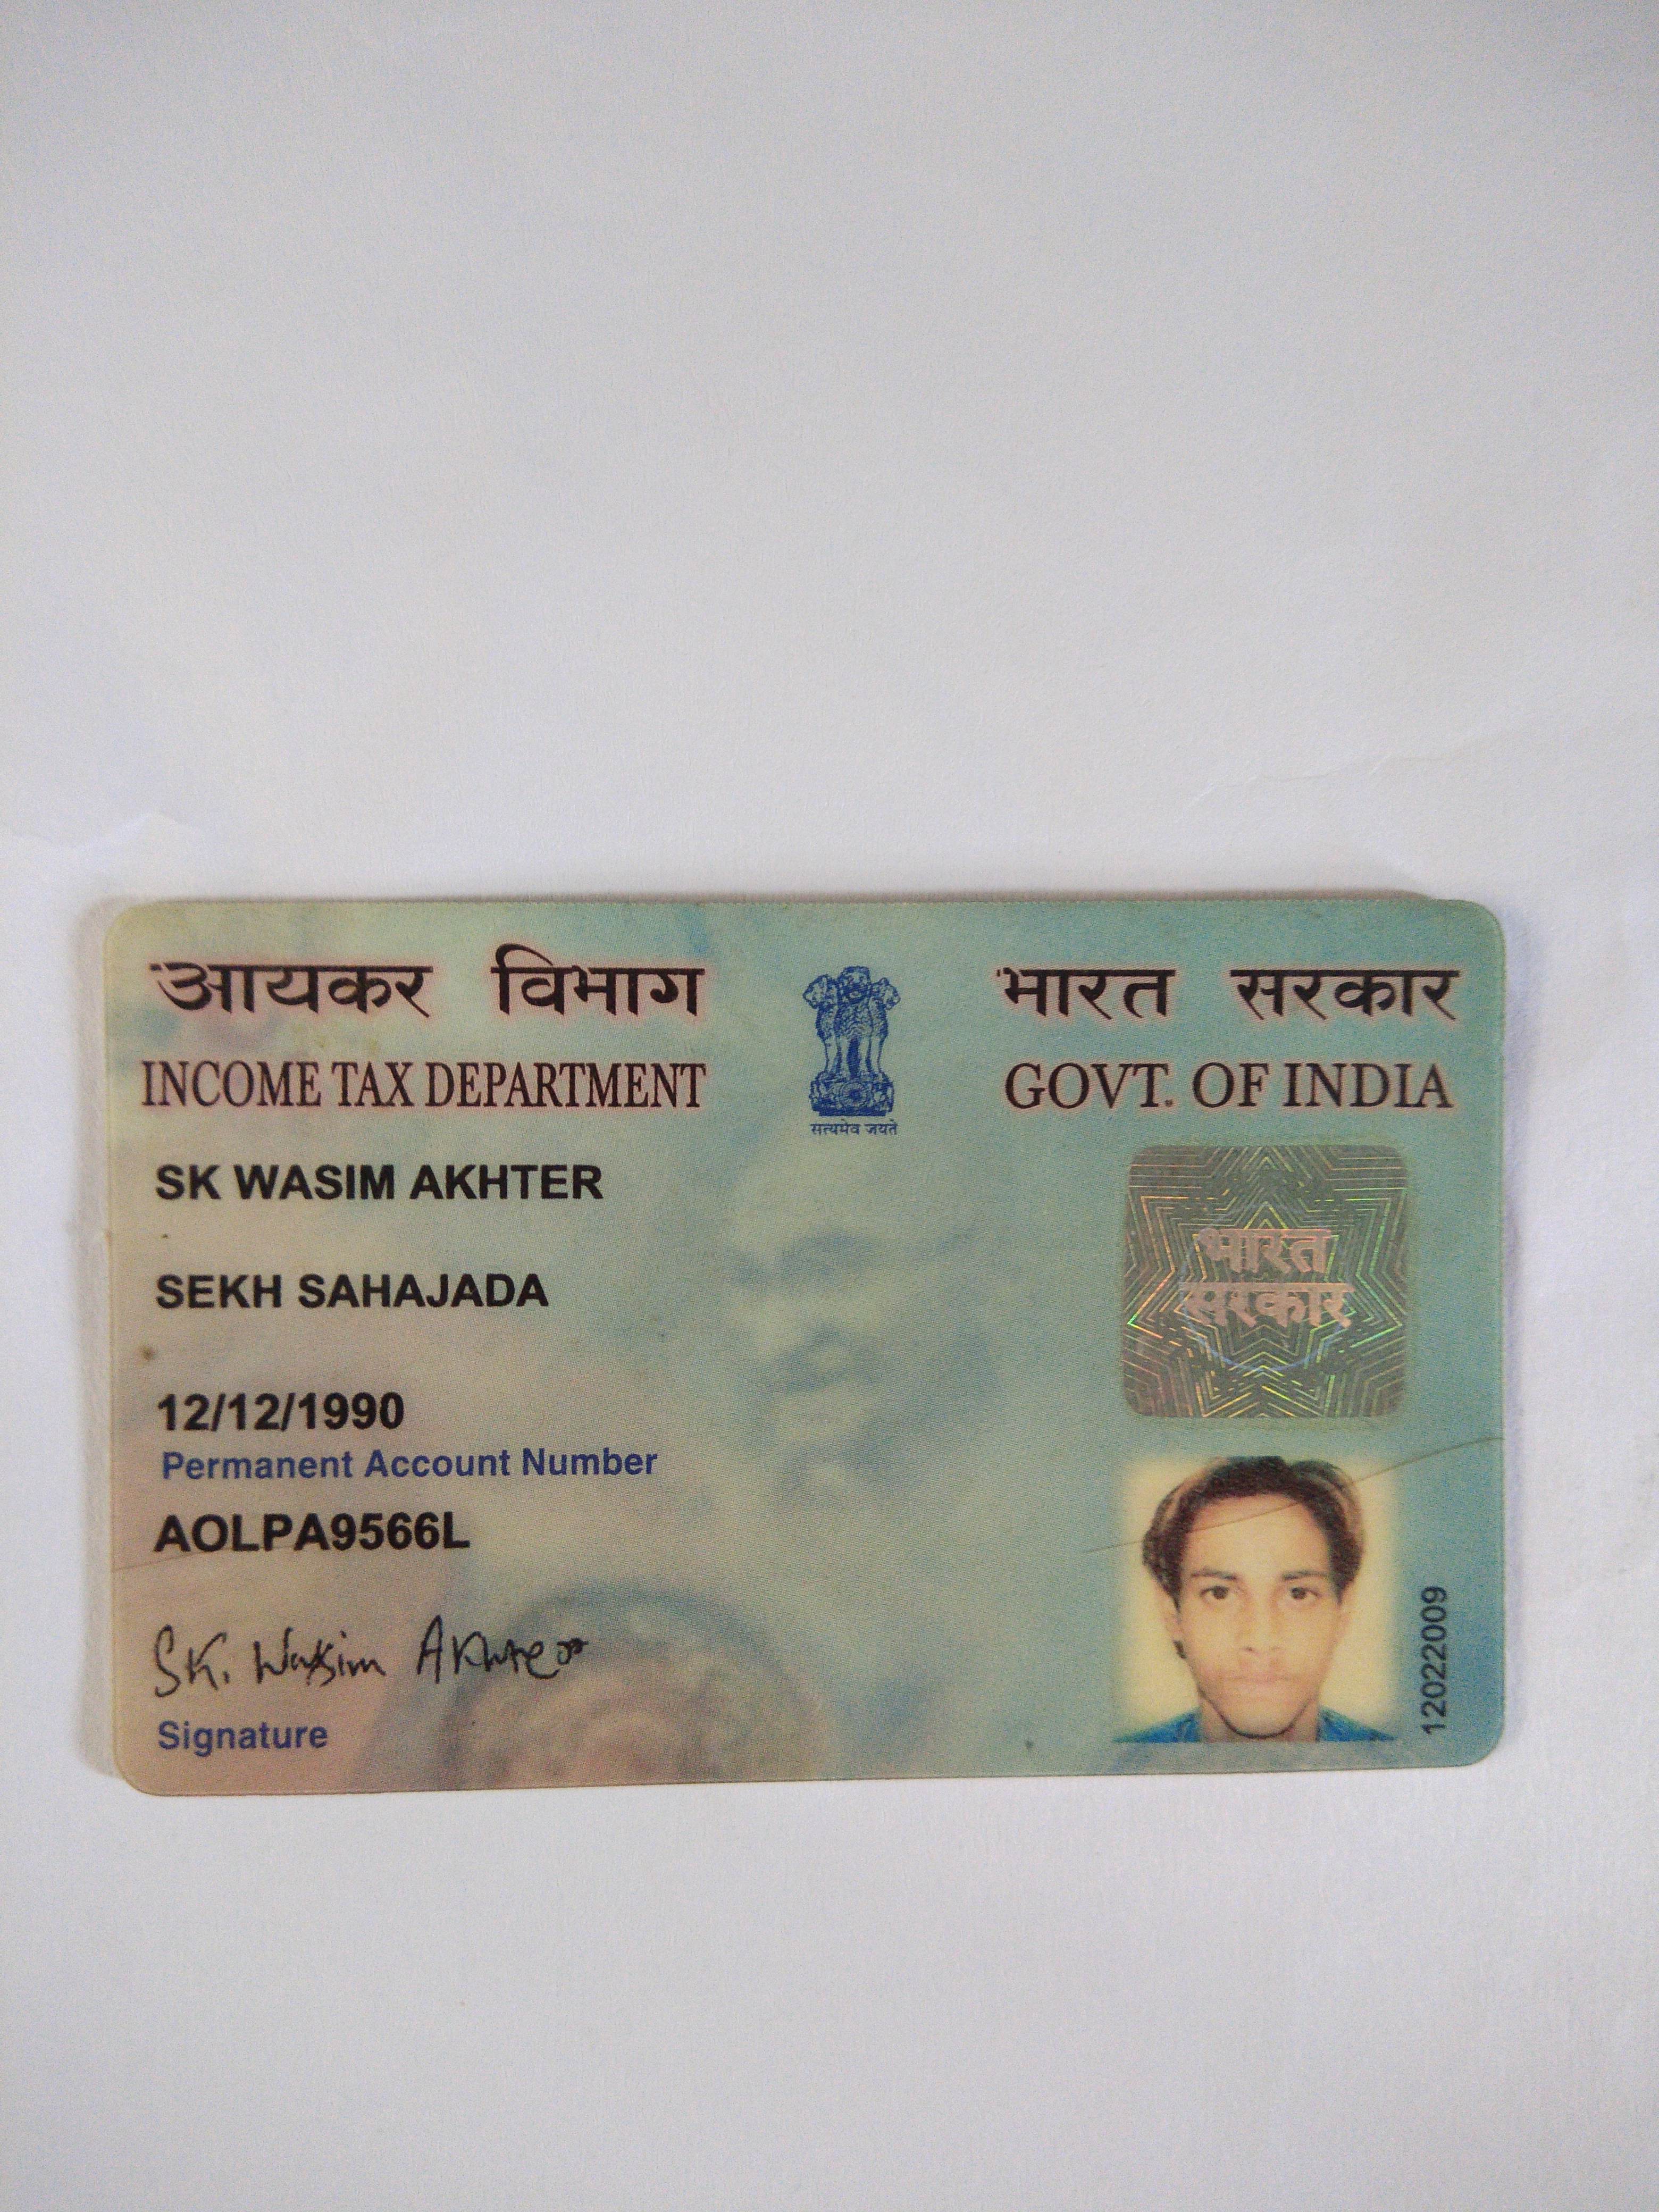 आयकर विभाग
INCOME TAX DEPARTMENT
सत्यमेव जयते
भारत सरकार
GOVT. OF INDIA
SK WASIM AKHTER
SEKH SAHAJADA
12/12/1990
Permanent Account Number
AOLPA9566L
SK. Wasim Akhter
Signature
भारत
सरकार
12022009